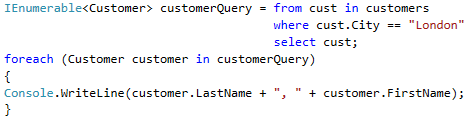 IEnumerable<Customer> customerQuery = from cust in customers
where cust.City == "London"
select cust;
foreach (Customer customer in customerQuery)
{
Console.WriteLine(customer.LastName + ", " + customer.FirstName);
}